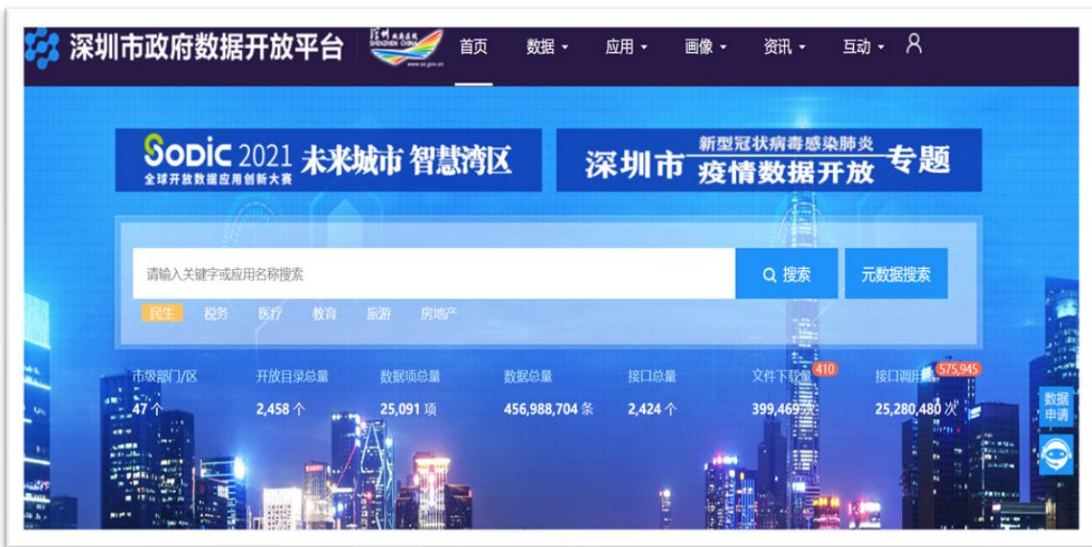 深圳市政府数据开放平台
SHENZHEN CHINA
www.sz.gov.cn
首页 数据 应用 画像 资讯 互动
SODiC 2021 未来城市 智慧湾区
全球开放数据应用创新大赛
深圳市 新型冠状病毒感染肺炎 疫情数据开放 专题
请输入关键字或应用名称搜索
搜索
元数据搜索
民生 税务 医疗 教育 旅游 房地产
市级部门/区 开放目录总量 数据项总量 数据总量 接口总量 文件下载量 410 接口调用 575,945
47 个 2,458 个 25,091 项 456,988,704 条 2,424 个 399,469 次 25,280,480 次
数据
申请